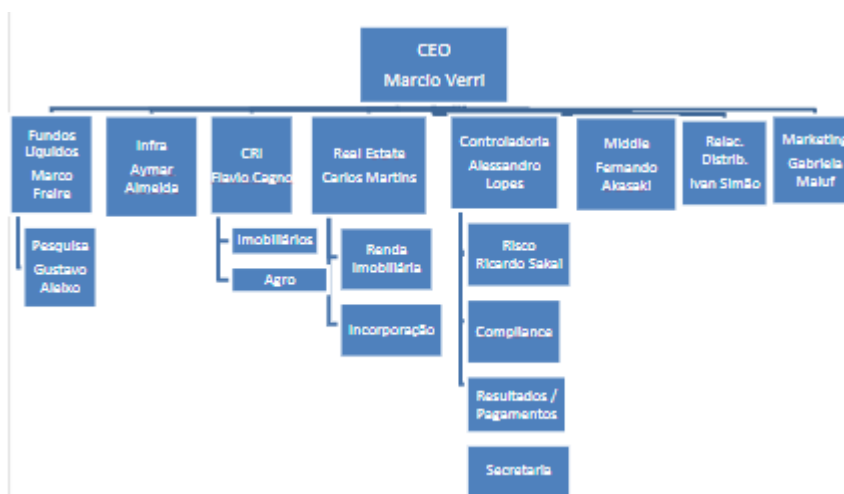 CEO
Marcio Verri
Fundos
Líquidos
Marco
Freire
Infra
Aymar
Almeida
CRI
Flavio Cagno
Real Estate
Carlos Martins
Controladoria
Alessandro
Lopes
Middle
Fernando
Akasaki
Relac.
Distrib.
Ivan Simão
Marketing
Gabriela
Maluf
Pesquisa
Gustavo
Aleixo
Imobiliários
Agro
Renda
Imobiliária
Incorporação
Risco
Ricardo Sakai
Compliance
Resultados /
Pagamentos
Secretaria